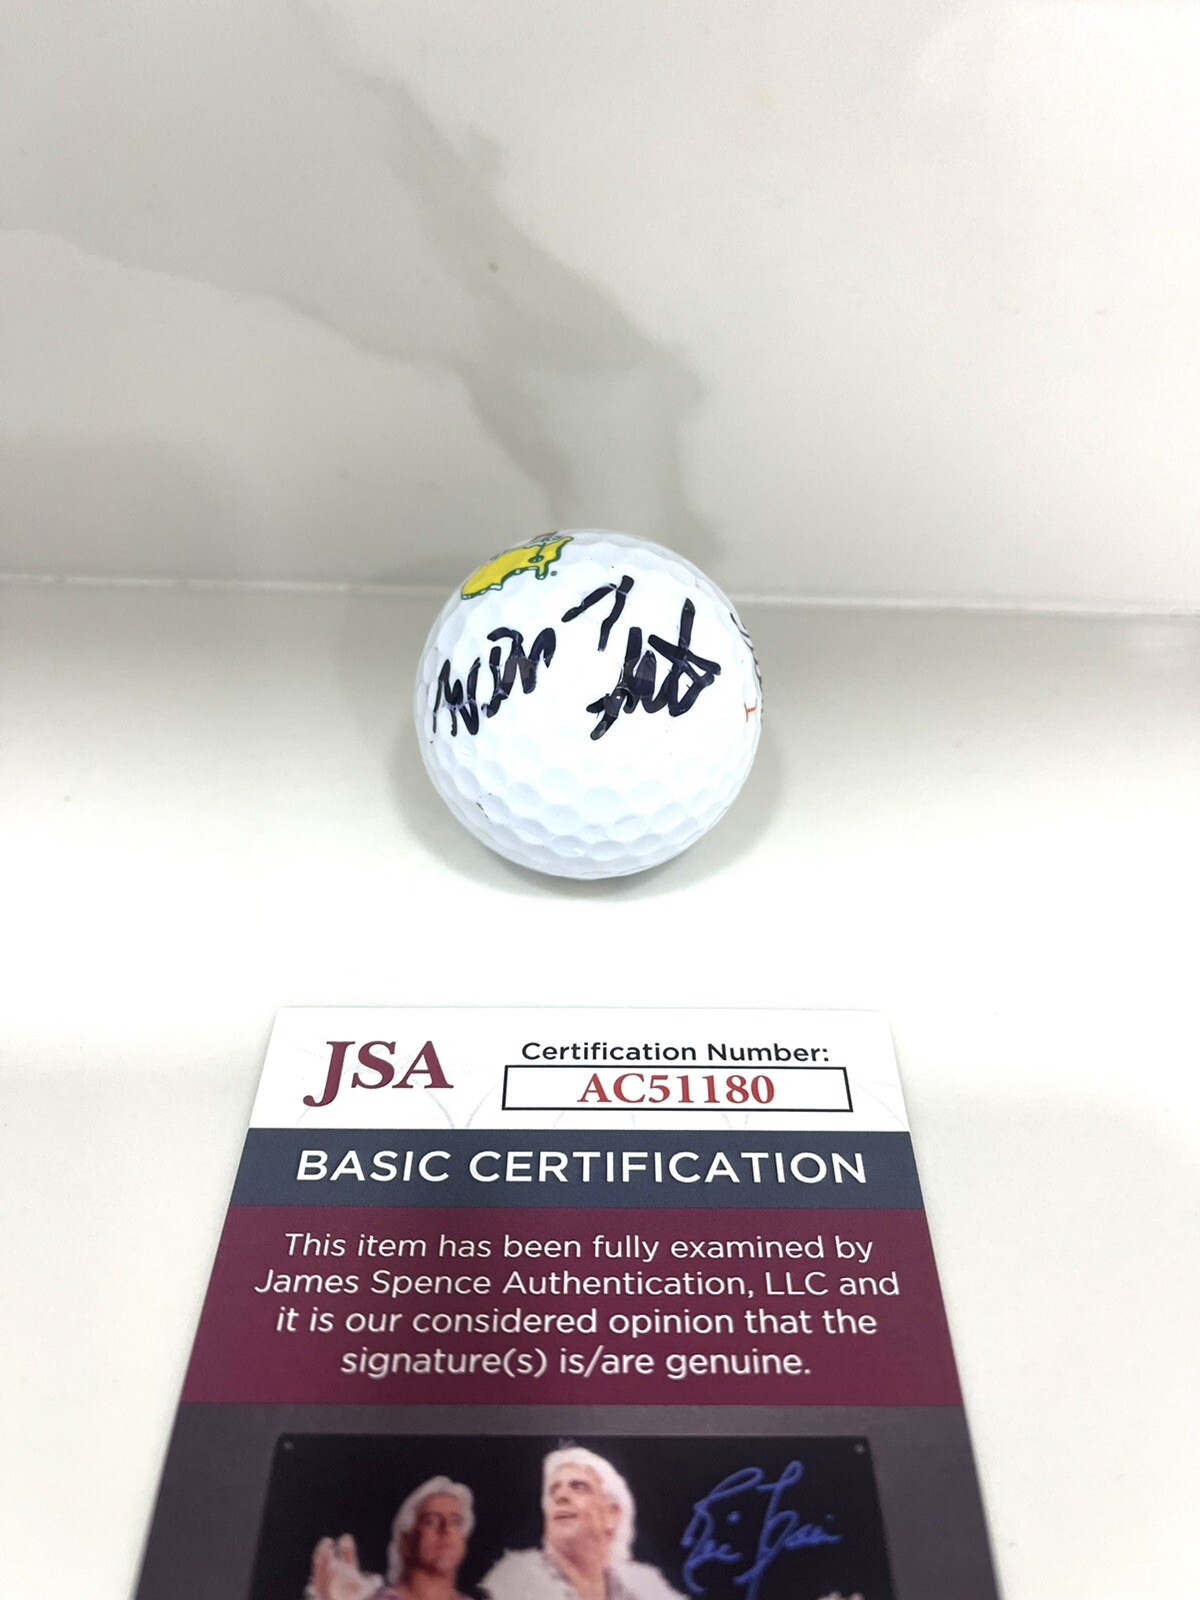 JSA
Certification Number:
AC51180
BASIC CERTIFICATION
This item has been fully examined by
James Spence Authentication, LLC and
it is our considered opinion that the
signature(s) is/are genuine.